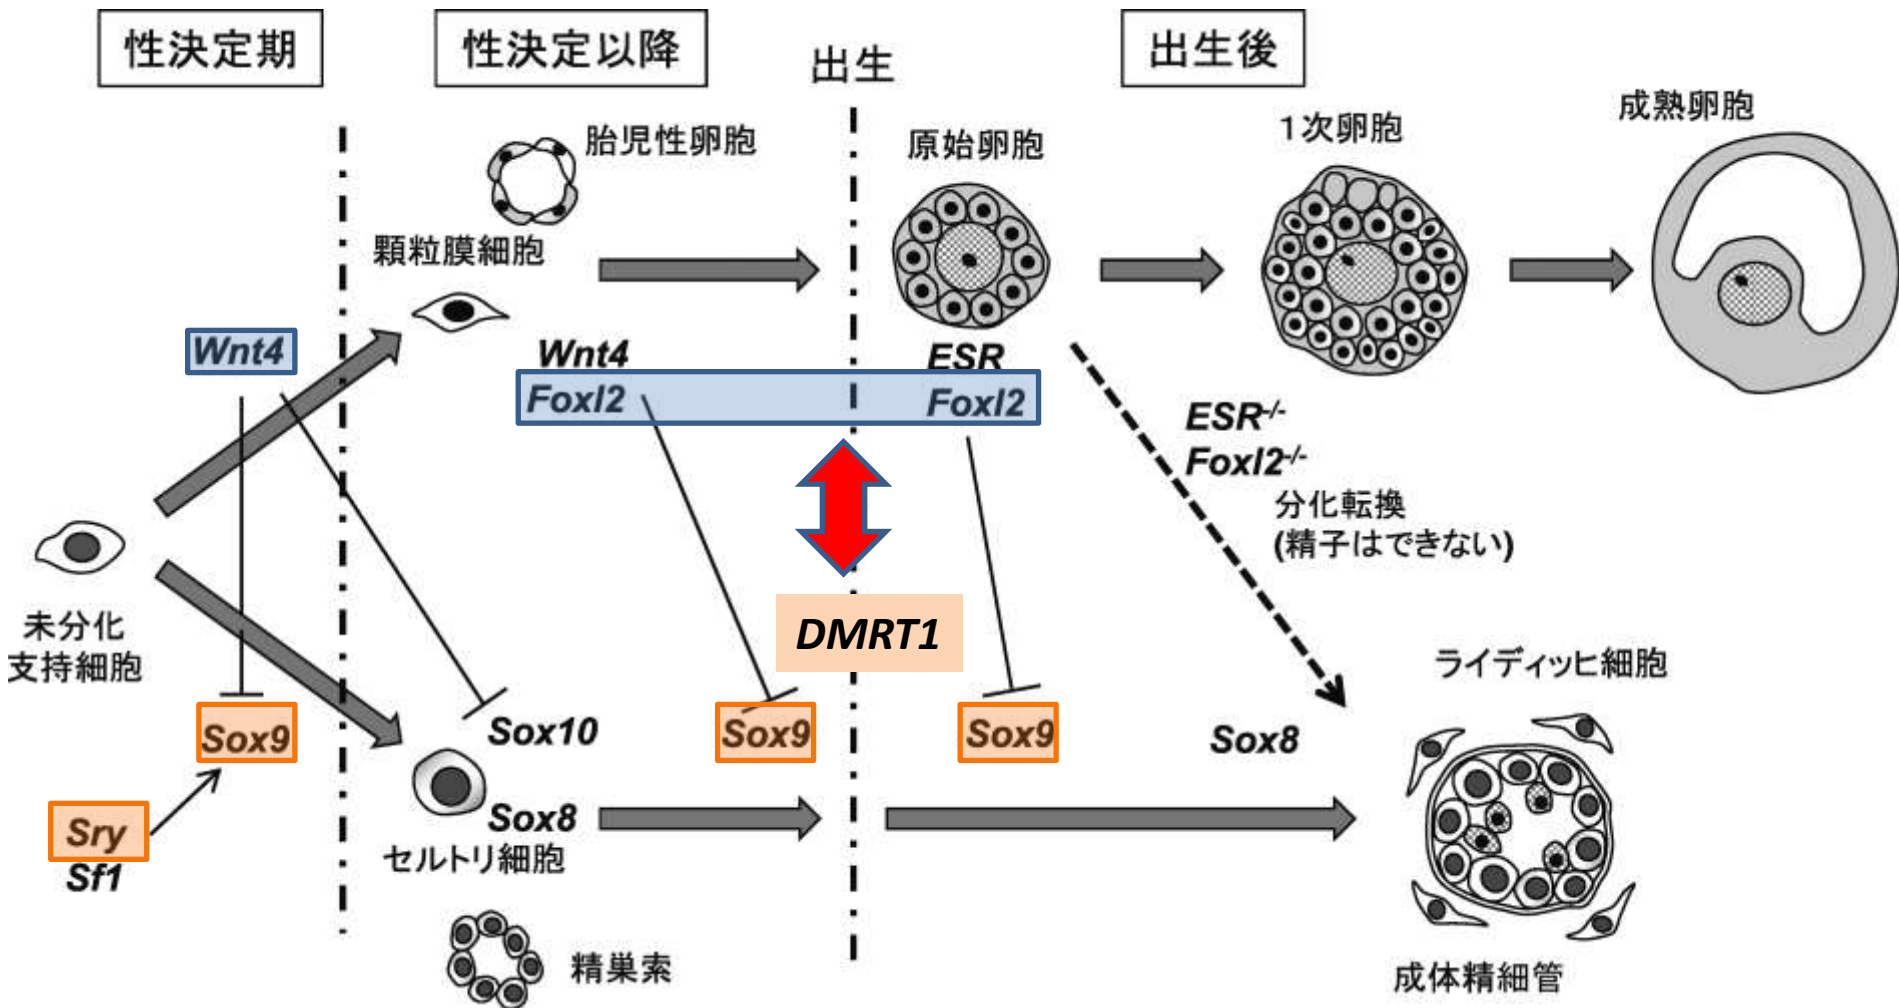 性決定期
性決定以降
出生
出生後
胎児性卵胞
原始卵胞
1次卵胞
成熟卵胞
顆粒膜細胞
Wnt4
Wnt4
Foxl2
ESR
Foxl2
ESR-/-
Foxl2-/-
分化転換
(精子はできない)
未分化
支持細胞
DMRT1
ライディッヒ細胞
Sox9
Sox10
Sox9
Sox9
Sox8
Sry
Sf1
Sox8
セルトリ細胞
精巣索
成体精細管